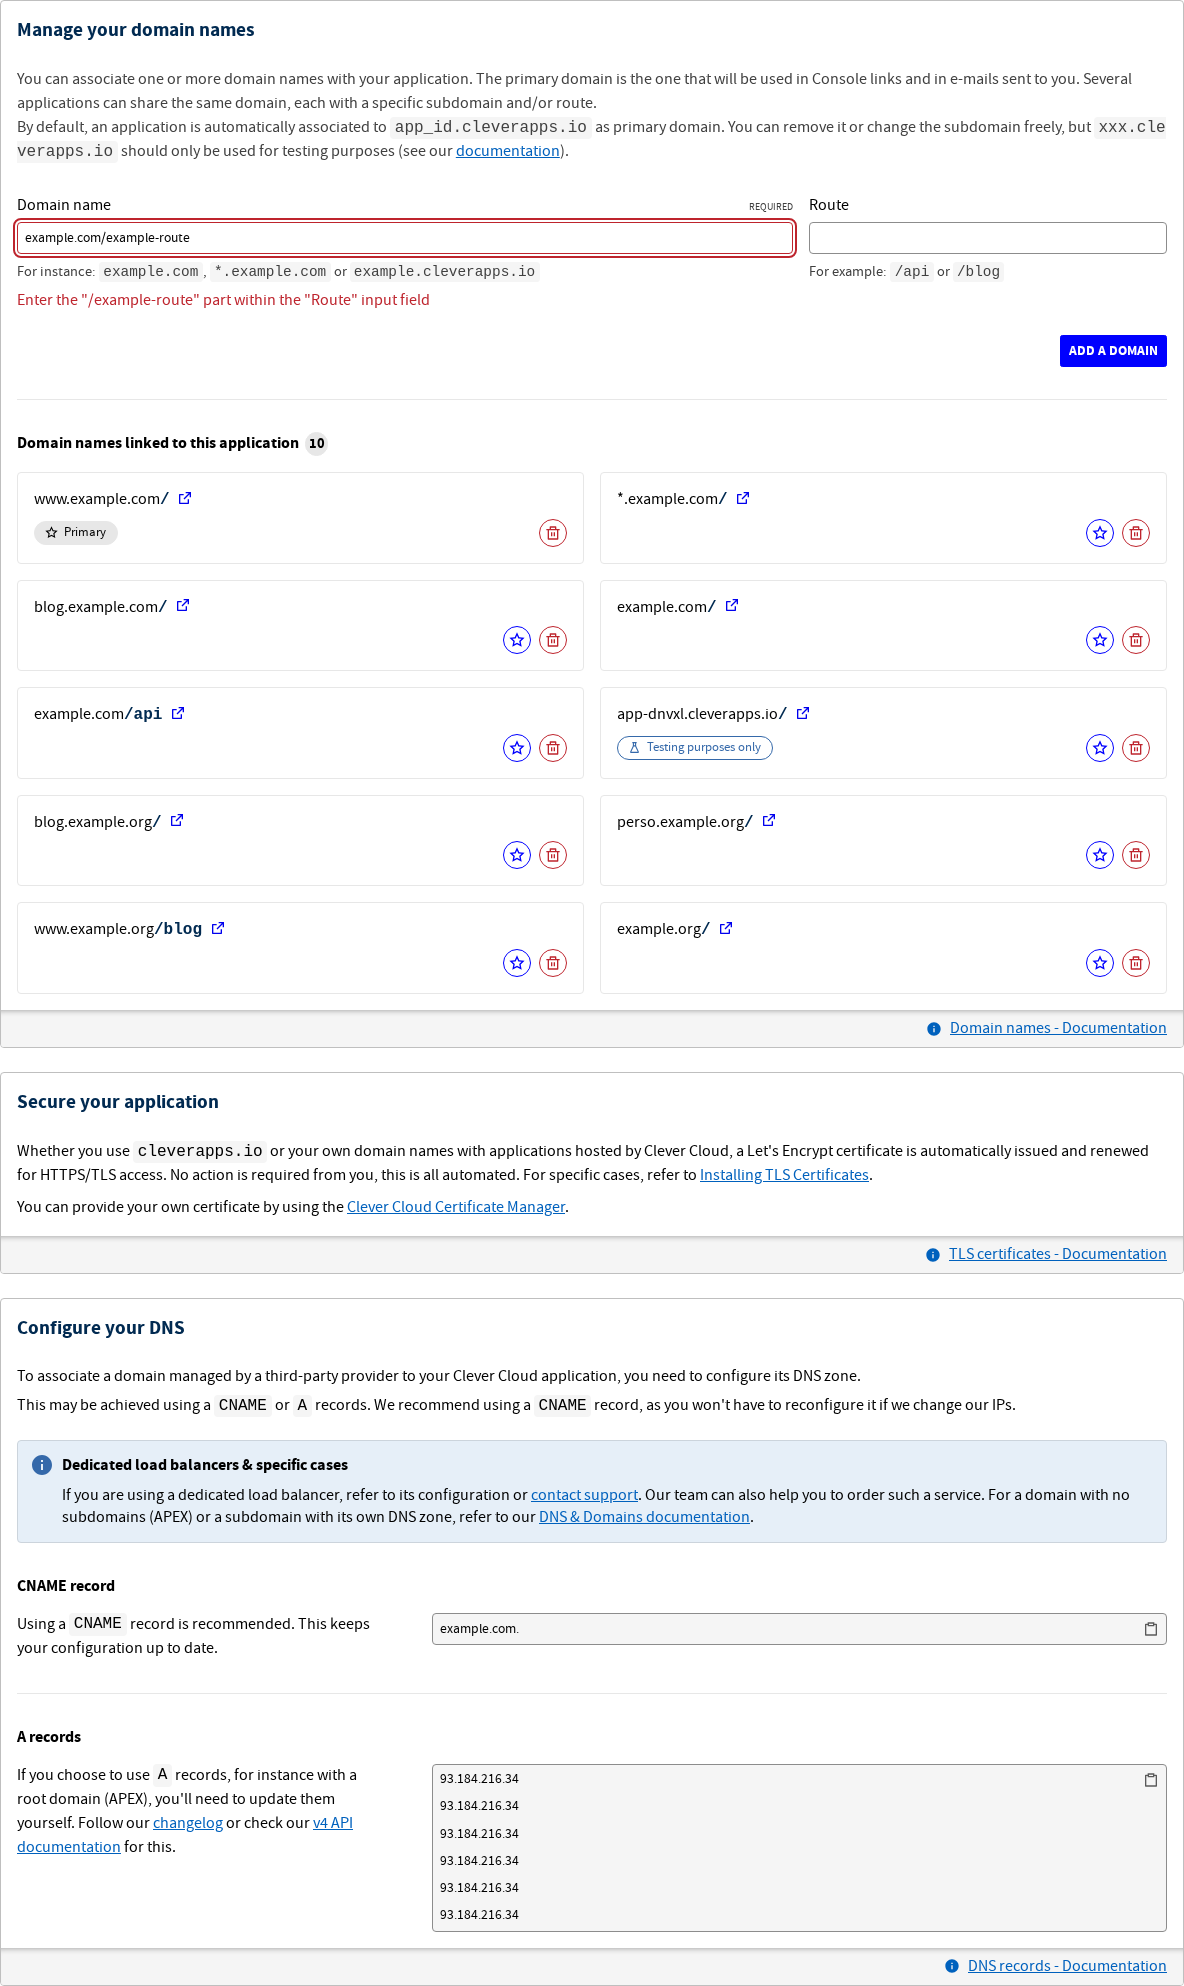 Manage your domain names
You can associate one or more domain names with your application. The primary domain is the one that will be used in Console links and in e-mails sent to you. Several
applications can share the same domain, each with a specific subdomain and/or route.
By default, an application is automatically associated to app_id.cleverapps.io as primary domain. You can remove it or change the subdomain freely, but xxx.cle
verapps.io should only be used for testing purposes (see our documentation).
Domain name REQUIRED Route
example.com/example-route
For instance: example.com, *.example.com or example.cleverapps.io For example: /api or /blog
Enter the "/example-route" part within the "Route" input field
ADD A DOMAIN
Domain names linked to this application 10
www.example.com/ *.example.com/
Primary
blog.example.com/ example.com/
example.com/api app-dnvxl.cleverapps.io/
Testing purposes only
blog.example.org/ perso.example.org/
www.example.org/blog example.org/
Domain names - Documentation
Secure your application
Whether you use cleverapps.io or your own domain names with applications hosted by Clever Cloud, a Let's Encrypt certificate is automatically issued and renewed
for HTTPS/TLS access. No action is required from you, this is all automated. For specific cases, refer to Installing TLS Certificates.
You can provide your own certificate by using the Clever Cloud Certificate Manager.
TLS certificates - Documentation
Configure your DNS
To associate a domain managed by a third-party provider to your Clever Cloud application, you need to configure its DNS zone.
This may be achieved using a CNAME or A records. We recommend using a CNAME record, as you won't have to reconfigure it if we change our IPs.
Dedicated load balancers & specific cases
If you are using a dedicated load balancer, refer to its configuration or contact support. Our team can also help you to order such a service. For a domain with no
subdomains (APEX) or a subdomain with its own DNS zone, refer to our DNS & Domains documentation.
CNAME record
Using a CNAME record is recommended. This keeps
your configuration up to date.
example.com.
A records
If you choose to use A records, for instance with a
root domain (APEX), you'll need to update them
yourself. Follow our changelog or check our v4 API
documentation for this.
93.184.216.34
93.184.216.34
93.184.216.34
93.184.216.34
93.184.216.34
93.184.216.34
DNS records - Documentation